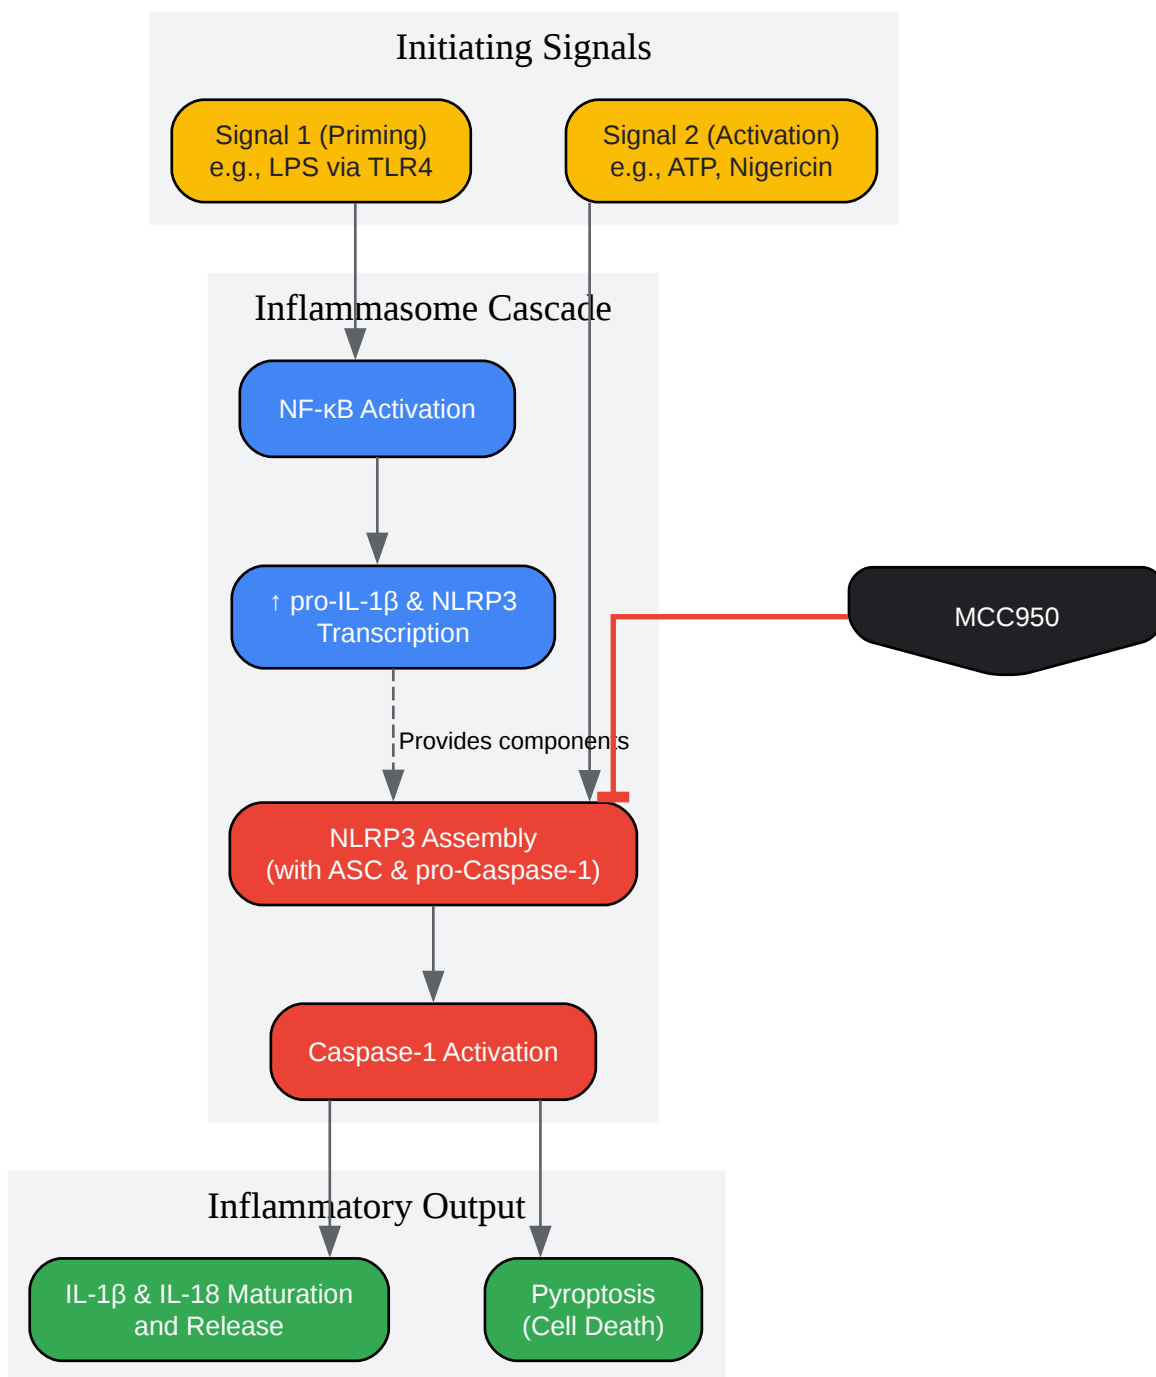 Initiating Signals
Signal 1 (Priming)
e.g., LPS via TLR4
Signal 2 (Activation)
e.g., ATP, Nigericin
Inflammasome Cascade
NF-κB Activation
↑ pro-IL-1β & NLRP3
Transcription
MCC950
Provides components
NLRP3 Assembly
(with ASC & pro-Caspase-1)
Caspase-1 Activation
Inflammatory Output
IL-1β & IL-18 Maturation
and Release
Pyroptosis
(Cell Death)